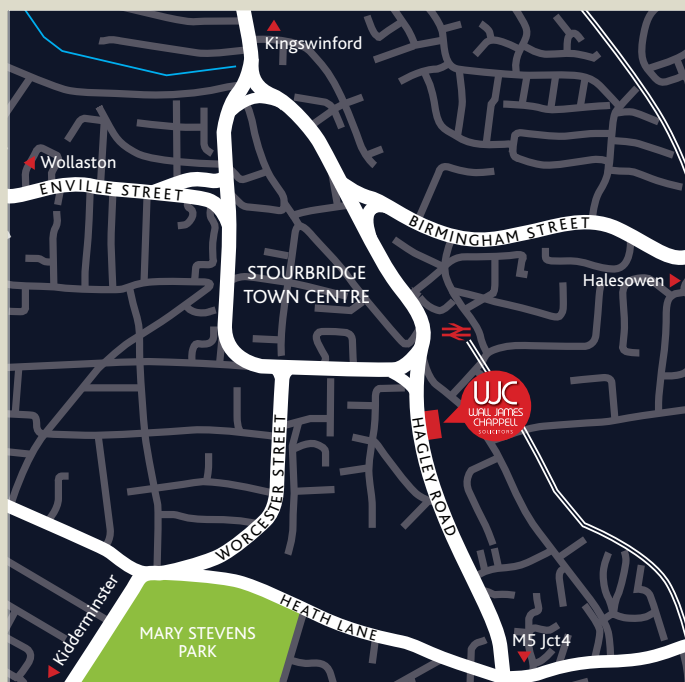 Kingswinford
Wollaston
ENVILLE STREET
BIRMINGHAM STREET
STOURBRIDGE
TOWN CENTRE
Halesowen
WJC
WALL JAMES
CHAPPELL
SOLICITORS
HAGLEY ROAD
WORCESTER STREET
Kidderminster
HEATH LANE
MARY STEVENS
PARK
M5 Jct4